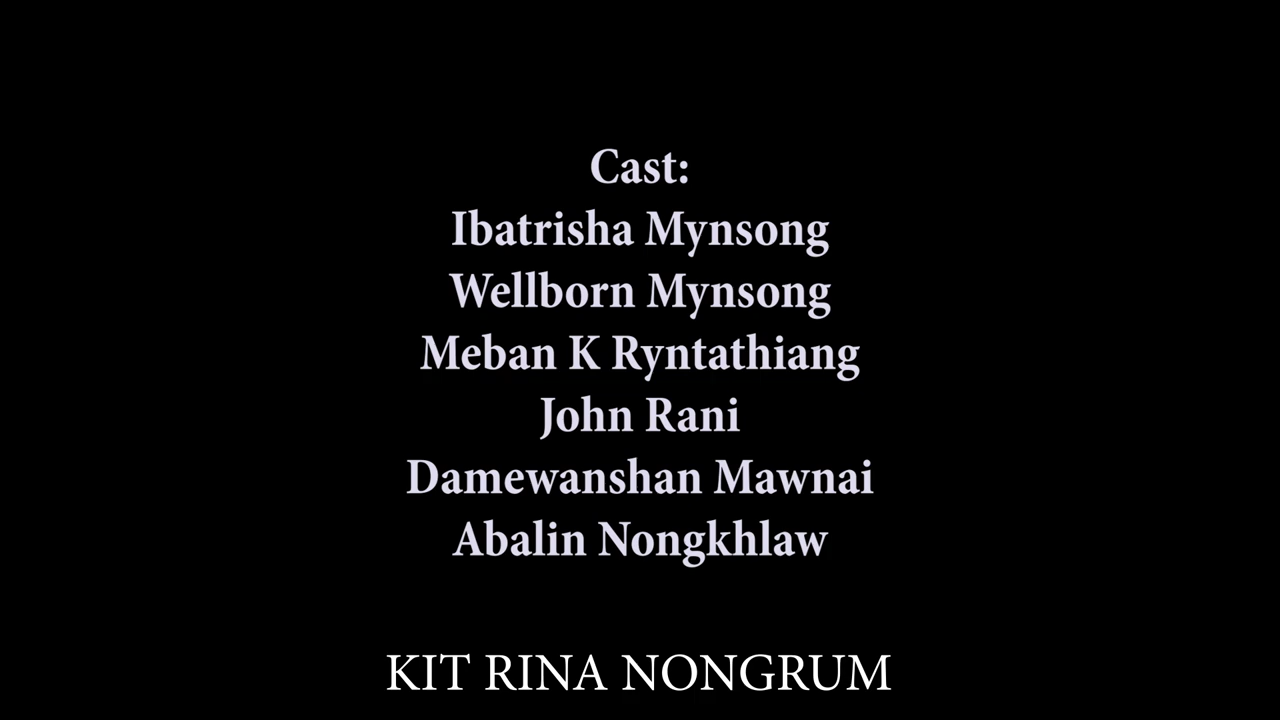 Cast:
Ibatrisha Mynsong
Wellborn Mynsong
Meban K Ryntathiang
John Rani
Damewanshan Mawnai
Abalin Nongkhlaw
KIT RINA NONGRUM